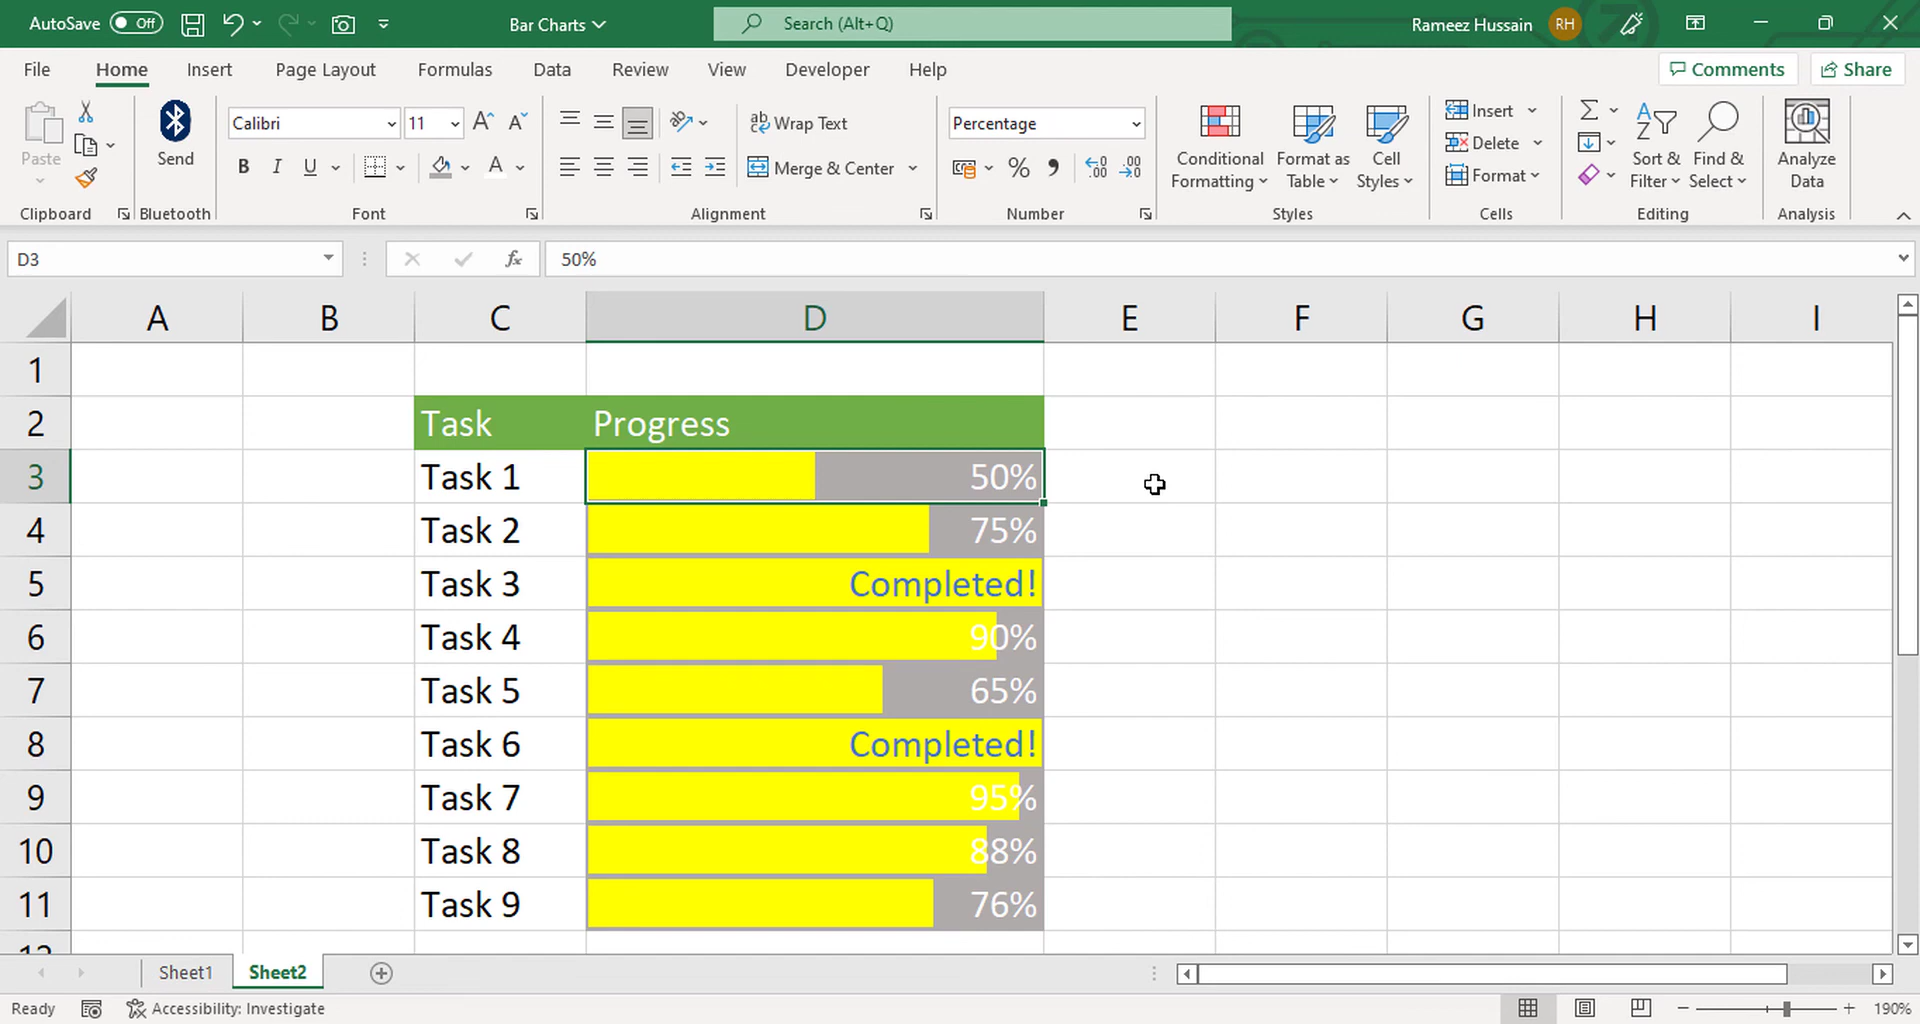 AutoSave Off Bar Charts Search (Alt+Q) Rameez Hussain RH
File Home Insert Page Layout Formulas Data Review View Developer Help Comments Share
Paste
Clipboard
Send
Bluetooth
Calibri 11
B I U A
Font
Wrap Text
Merge & Center
Alignment
Percentage
Number
Conditional Formatting
Format as Table
Cell Styles
Styles
Insert
Delete
Format
Cells
Sort & Filter
Find & Select
Editing
Analyze Data
Analysis
D3 fx 50%
A B C D E F G H I
1
2 Task Progress
3 Task 1 50%
4 Task 2 75%
5 Task 3 Completed!
6 Task 4 90%
7 Task 5 65%
8 Task 6 Completed!
9 Task 7 95%
10 Task 8 88%
11 Task 9 76%
12
Sheet1 Sheet2
Ready Accessibility: Investigate 190%